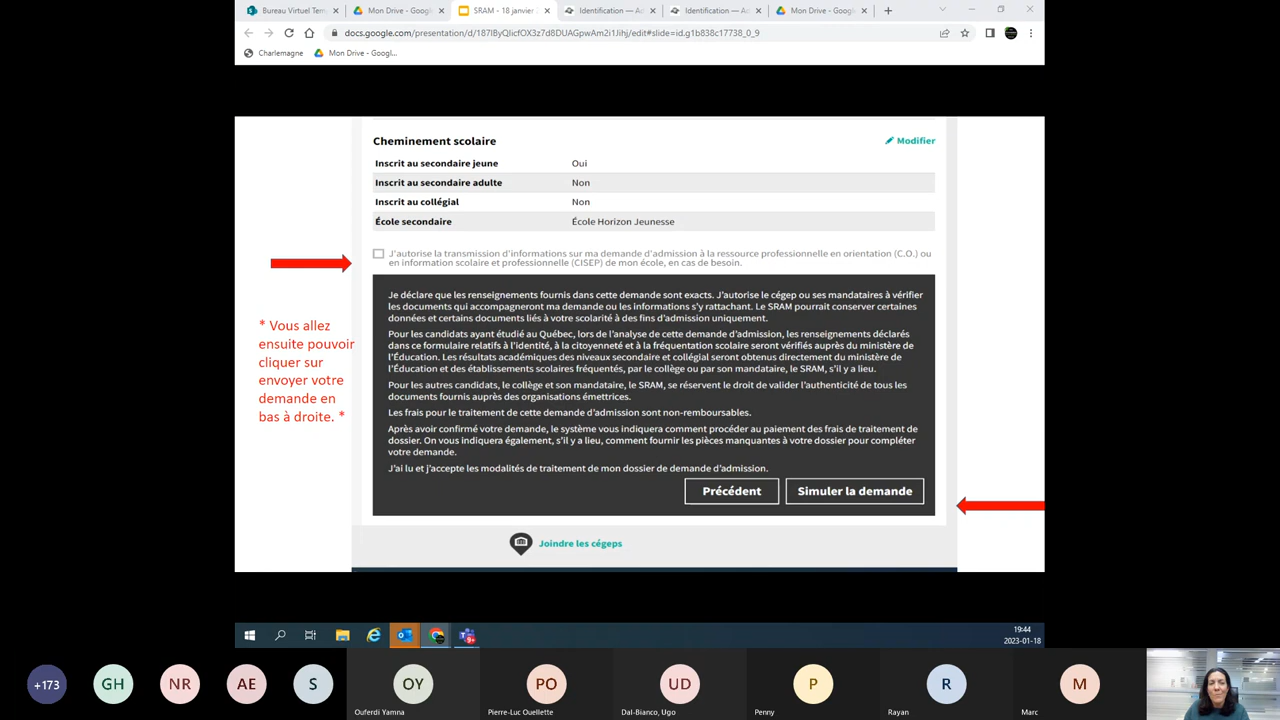 Bureau Virtuel Temp
Mon Drive - Google
SRAM - 18 janvier
Identification — Ad
Identification — Ad
Mon Drive - Google
docs.google.com/presentation/d/187lByQlicfOX3z7d8DUAGpwAm2i1Jihj/edit#slide=id.g1b838c17738_0_9
Charlemagne
Mon Drive - Googl...
Cheminement scolaire
Modifier
Inscrit au secondaire jeune Oui
Inscrit au secondaire adulte Non
Inscrit au collégial Non
École secondaire École Horizon Jeunesse
J'autorise la transmission d'informations sur ma demande d'admission à la ressource professionnelle en orientation (C.O.) ou
en information scolaire et professionnelle (CISEP) de mon école, en cas de besoin.
* Vous allez
ensuite pouvoir
cliquer sur
envoyer votre
demande en
bas à droite. *
Je déclare que les renseignements fournis dans cette demande sont exacts. J'autorise le cégep ou ses mandataires à vérifier
les documents qui accompagneront ma demande ou les informations s'y rattachant. Le SRAM pourrait conserver certaines
données et certains documents liés à votre scolarité à des fins d'admission uniquement.
Pour les candidats ayant étudié au Québec, lors de l'analyse de cette demande d'admission, les renseignements déclarés
dans ce formulaire relatifs à l'identité, à la citoyenneté et à la fréquentation scolaire seront vérifiés auprès du ministère de
l'Éducation. Les résultats académiques des niveaux secondaire et collégial seront obtenus directement du ministère de
l'Éducation et des établissements scolaires fréquentés, par le collège ou par son mandataire, le SRAM, s'il y a lieu.
Pour les autres candidats, le collège et son mandataire, le SRAM, se réservent le droit de valider l'authenticité de tous les
documents fournis auprès des organisations émettrices.
Les frais pour le traitement de cette demande d'admission sont non-remboursables.
Après avoir confirmé votre demande, le système vous indiquera comment procéder au paiement des frais de traitement de
dossier. On vous indiquera également, s'il y a lieu, comment fournir les pièces manquantes à votre dossier pour compléter
votre demande.
J'ai lu et j'accepte les modalités de traitement de mon dossier de demande d'admission.
Précédent
Simuler la demande
Joindre les cégeps
19:44
2023-01-18
9+
+173
GH
NR
AE
S
OY
PO
UD
P
R
M
Ouferdi Yamna
Pierre-Luc Ouellette
Dal-Bianco, Ugo
Penny
Rayan
Marc